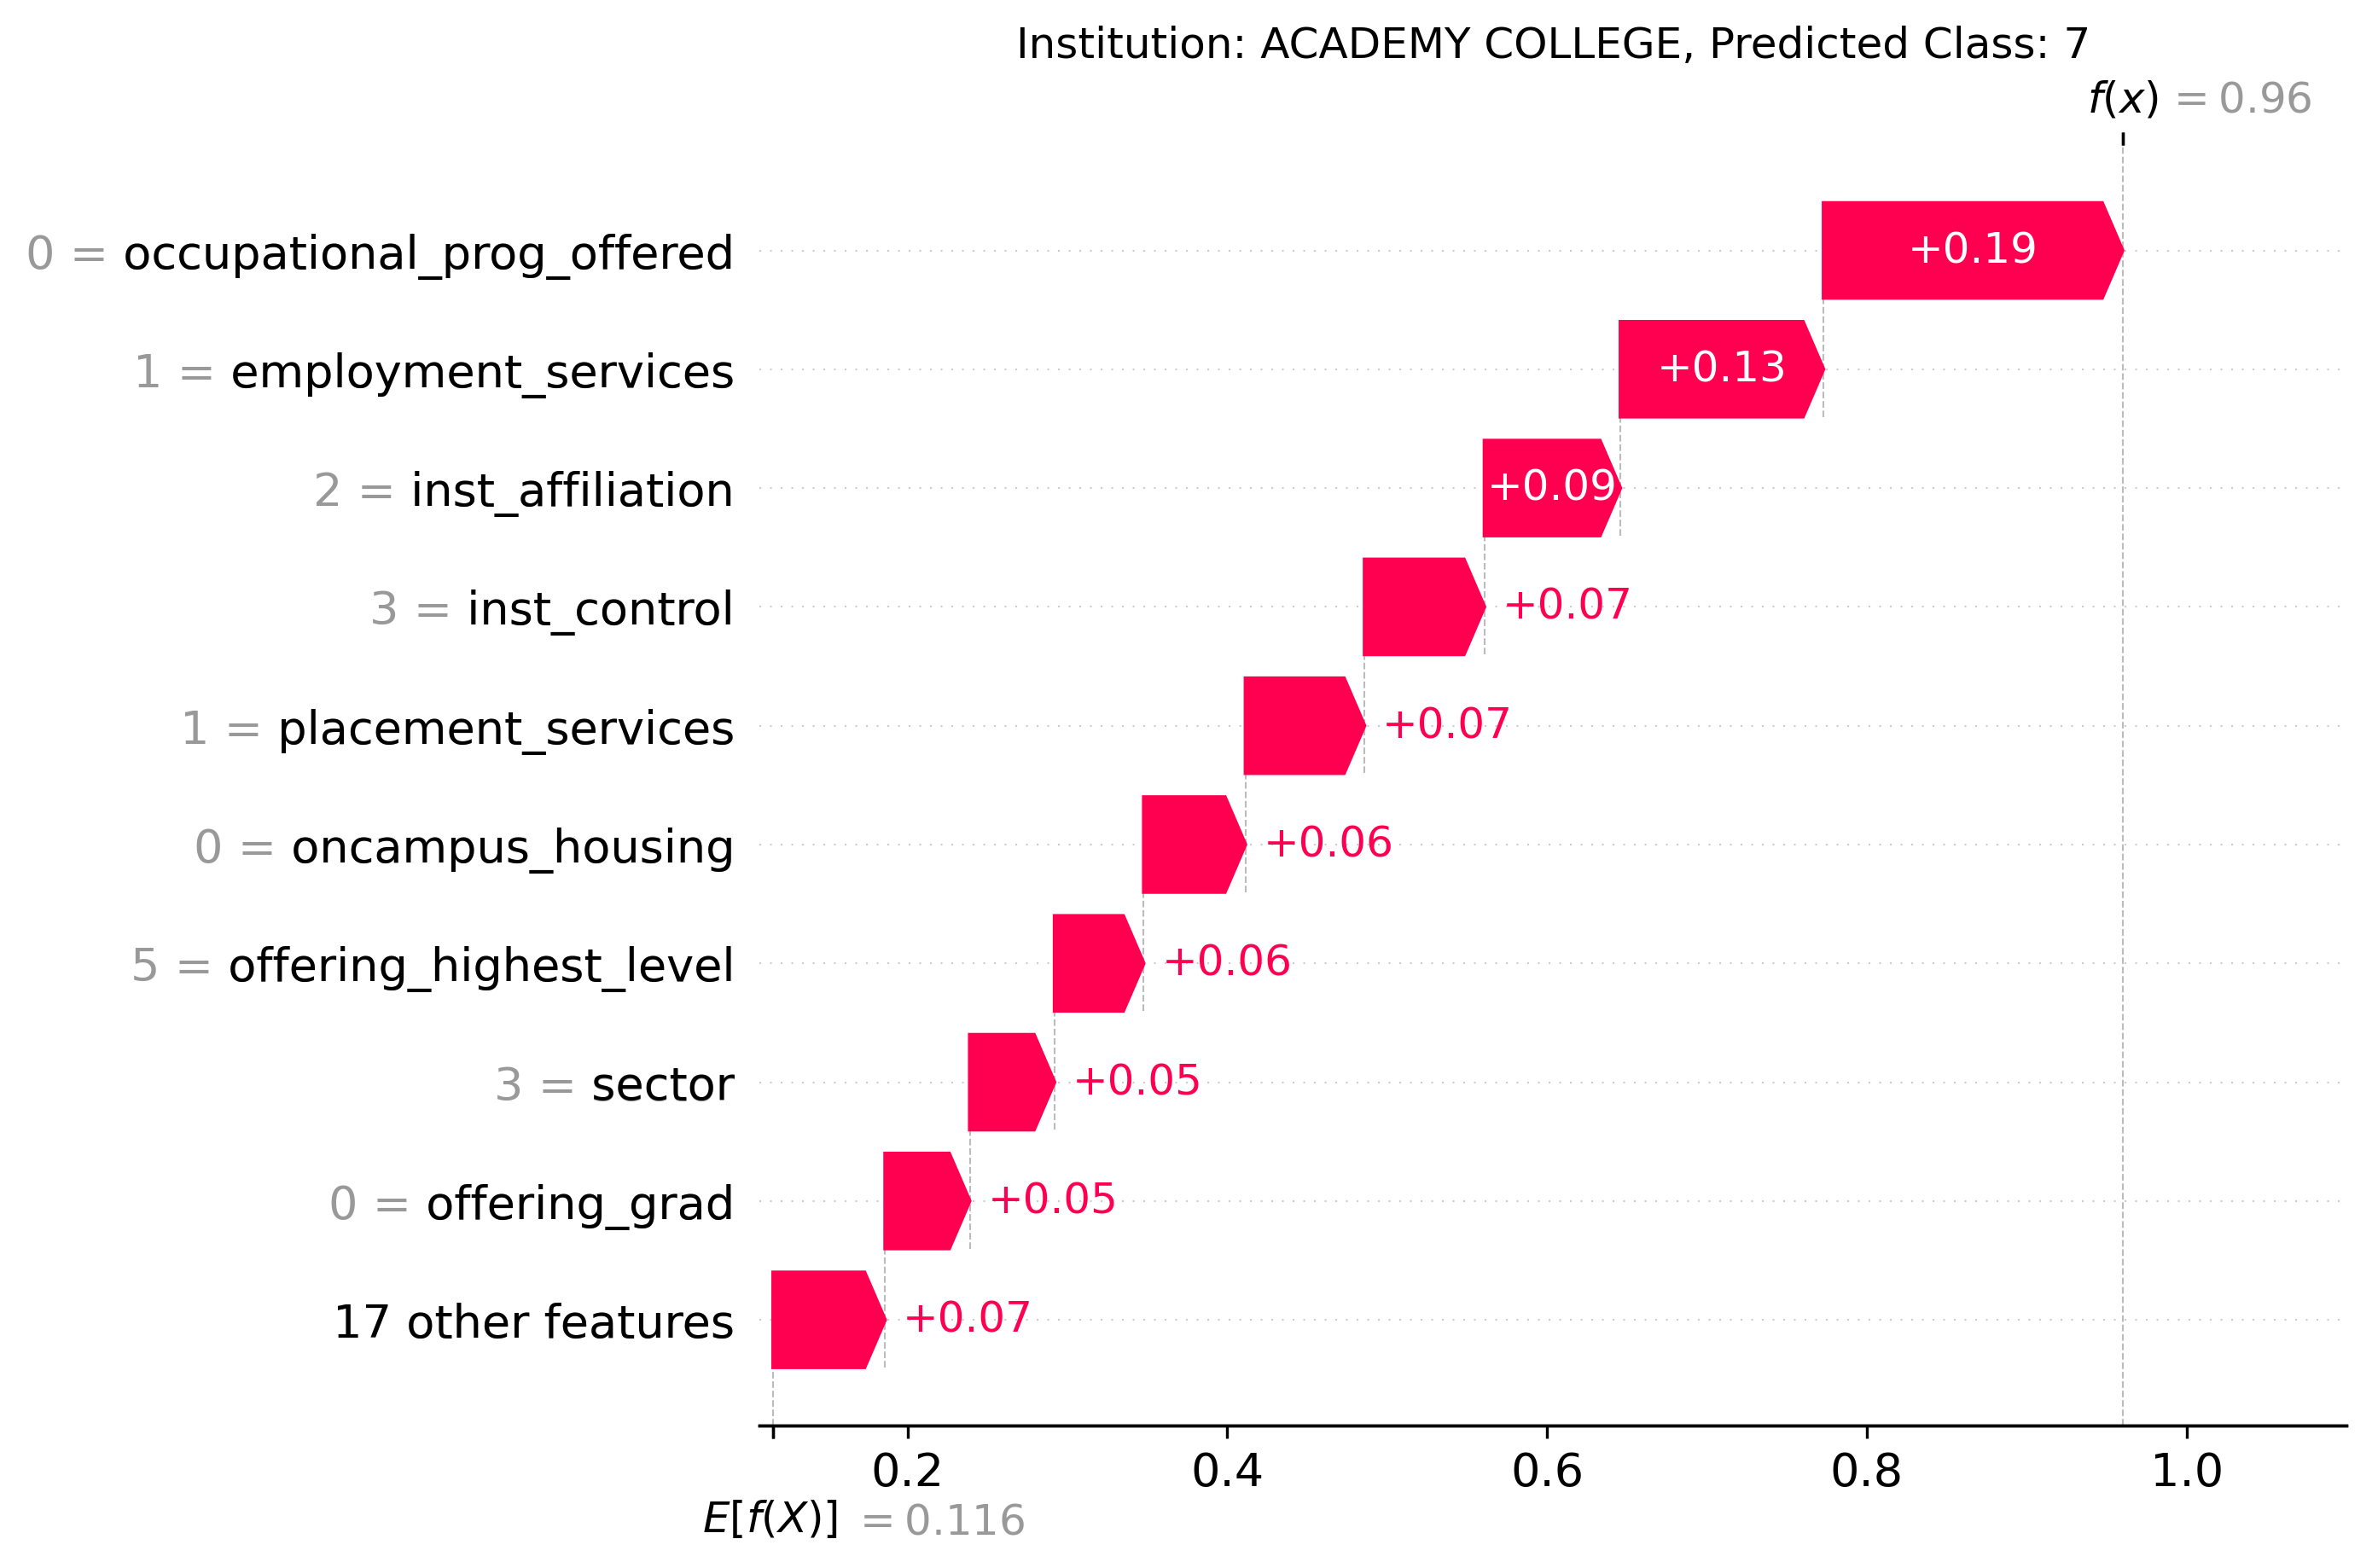 Institution: ACADEMY COLLEGE, Predicted Class: 7
f(x) = 0.96
0 = occupational_prog_offered +0.19
1 = employment_services +0.13
2 = inst_affiliation +0.09
3 = inst_control +0.07
1 = placement_services +0.07
0 = oncampus_housing +0.06
5 = offering_highest_level +0.06
3 = sector +0.05
0 = offering_grad +0.05
17 other features +0.07
0.2 0.4 0.6 0.8 1.0
E[f(X)] = 0.116